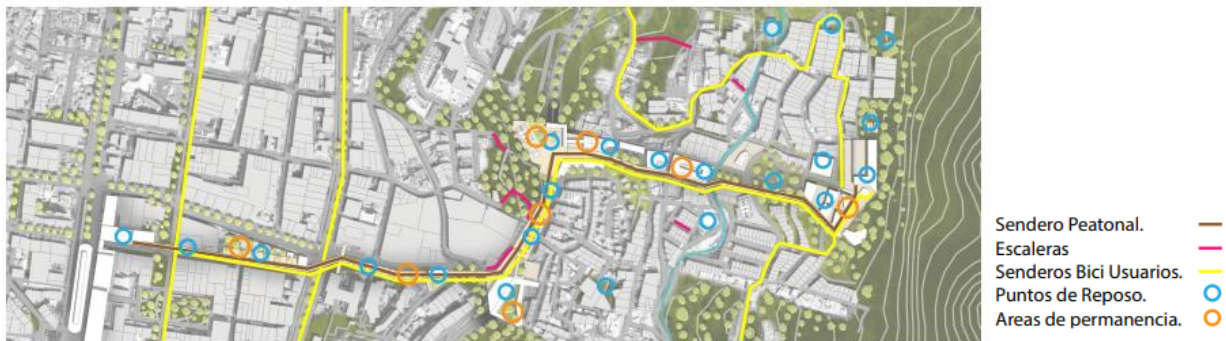 Sendero Peatonal.
Escaleras
Senderos Bici Usuarios.
Puntos de Reposo.
Areas de permanencia.